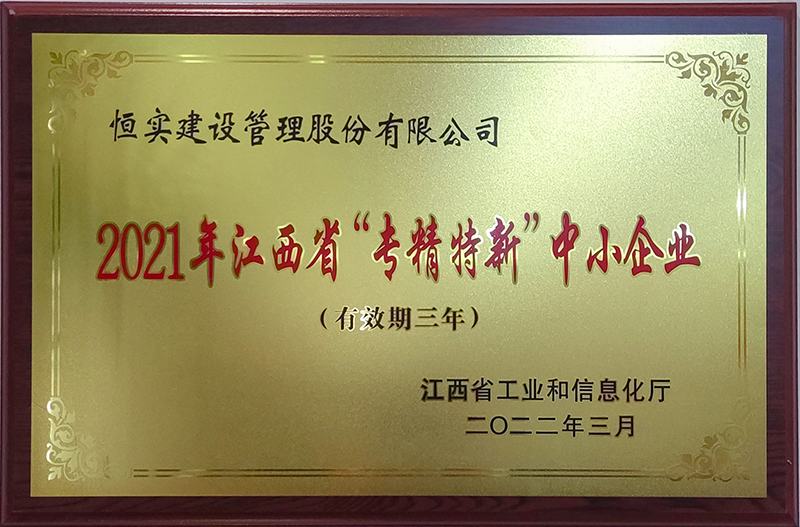 恒实建设管理股份有限公司
2021年江西省“专精特新”中小企业
（有效期三年）
江西省工业和信息化厅
二〇二二年三月